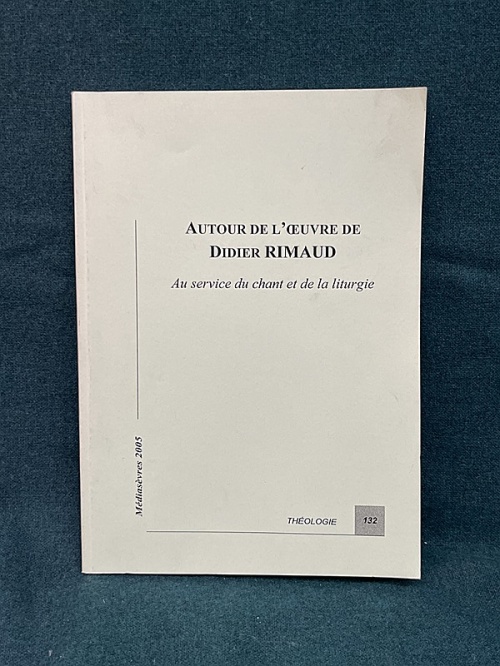 AUTOUR DE L'ŒUVRE DE
DIDIER RIMAUD
Au service du chant et de la liturgie
Médiasèvres 2005
THÉOLOGIE 132